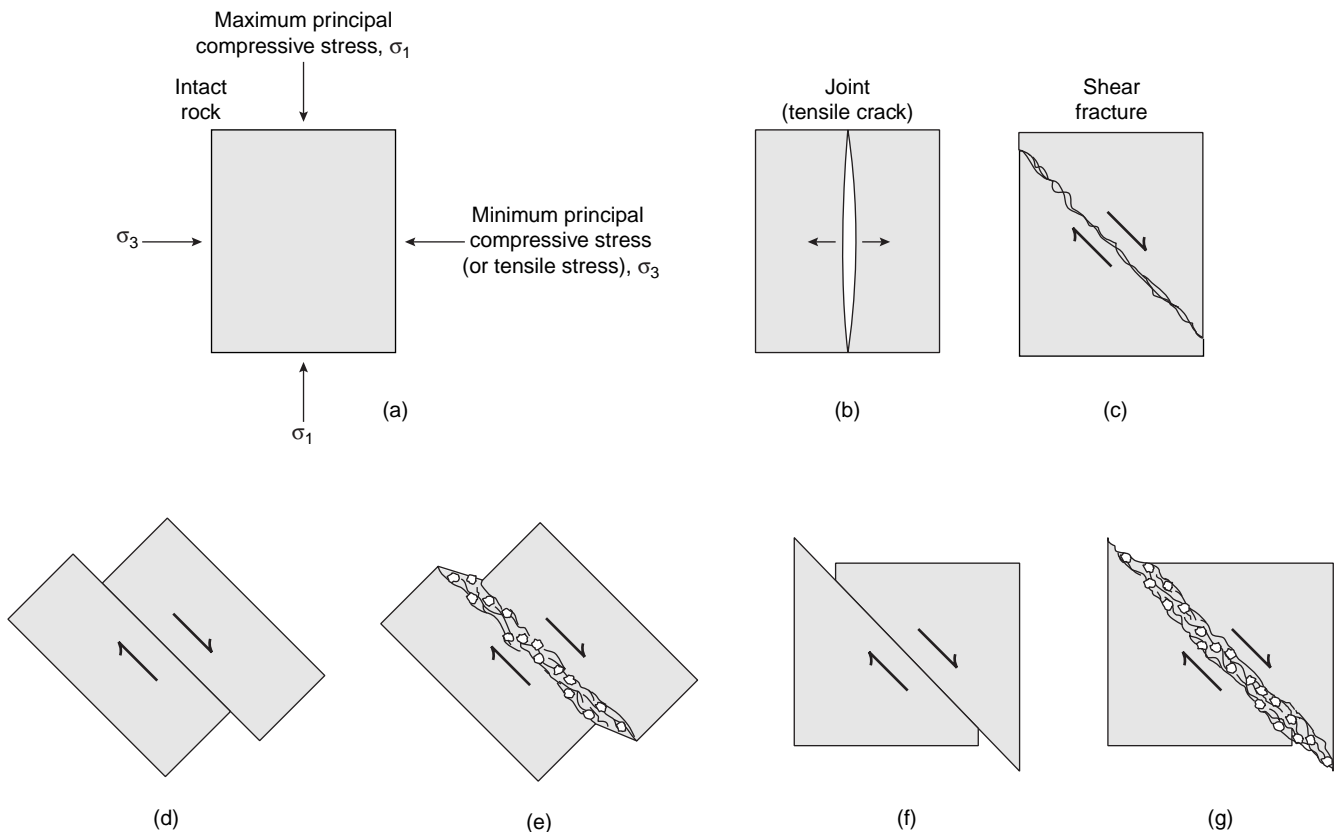 Maximum principal
compressive stress, σ1
Intact
rock
σ3
Minimum principal
compressive stress
(or tensile stress), σ3
σ1
(a)
Joint
(tensile crack)
(b)
Shear
fracture
(c)
(d)
(e)
(f)
(g)